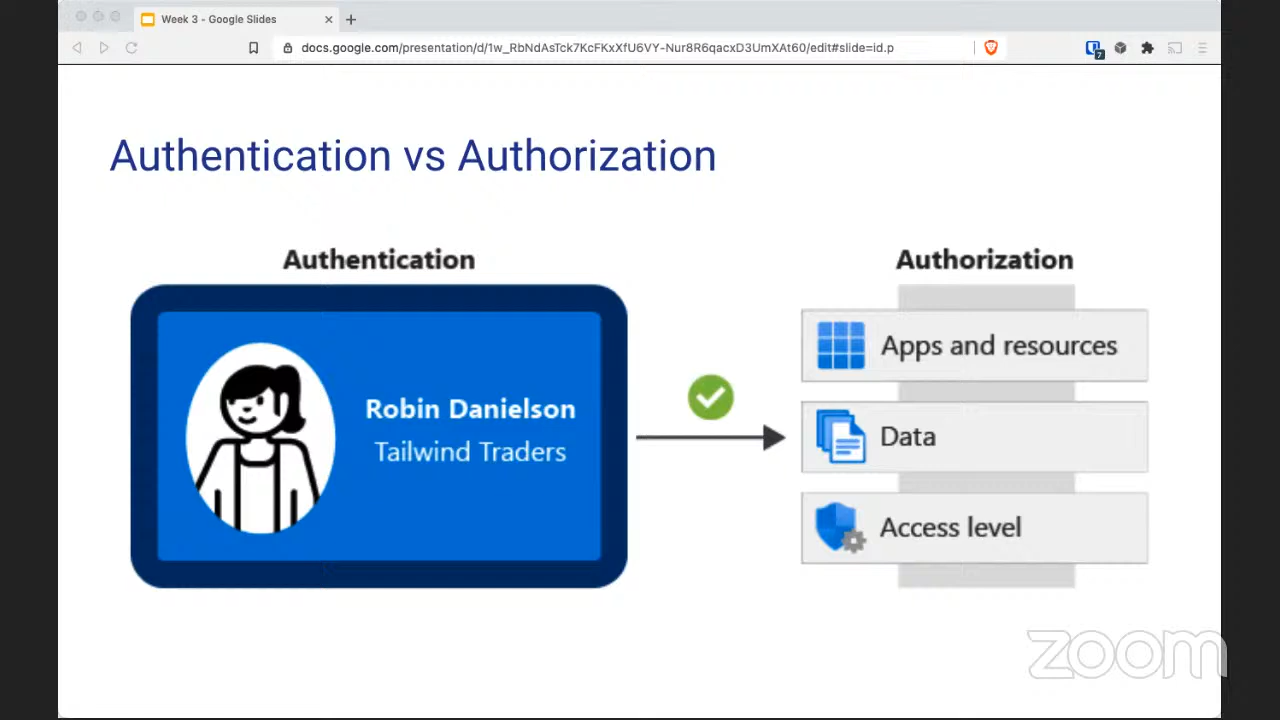 Week 3 - Google Slides
docs.google.com/presentation/d/1w_RbNdAsTck7KcFKxXfU6VY-Nur8R6qacxD3UmXAt60/edit#slide=id.p
7
Authentication vs Authorization
Authentication
Robin Danielson
Tailwind Traders
Authorization
Apps and resources
Data
Access level
zoom